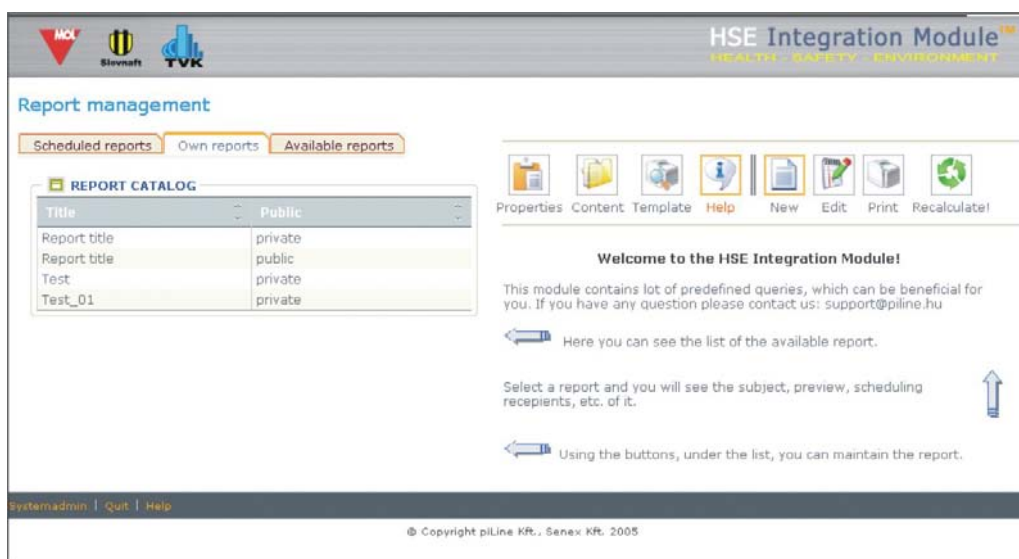 MOL
Slovnaft
TVK
HSE Integration Module™
HEALTH - SAFETY - ENVIRONMENT
Report management
Scheduled reports
Own reports
Available reports
REPORT CATALOG
Title Public
Report title private
Report title public
Test private
Test_01 private
Properties Content Template Help New Edit Print Recalculate!
Welcome to the HSE Integration Module!
This module contains lot of predefined queries, which can be beneficial for
you. If you have any question please contact us: support@piline.hu
Here you can see the list of the available report.
Select a report and you will see the subject, preview, scheduling
recepients, etc. of it.
Using the buttons, under the list, you can maintain the report.
Systemadmin | Quit | Help
© Copyright piLine Kft., Senex Kft. 2005